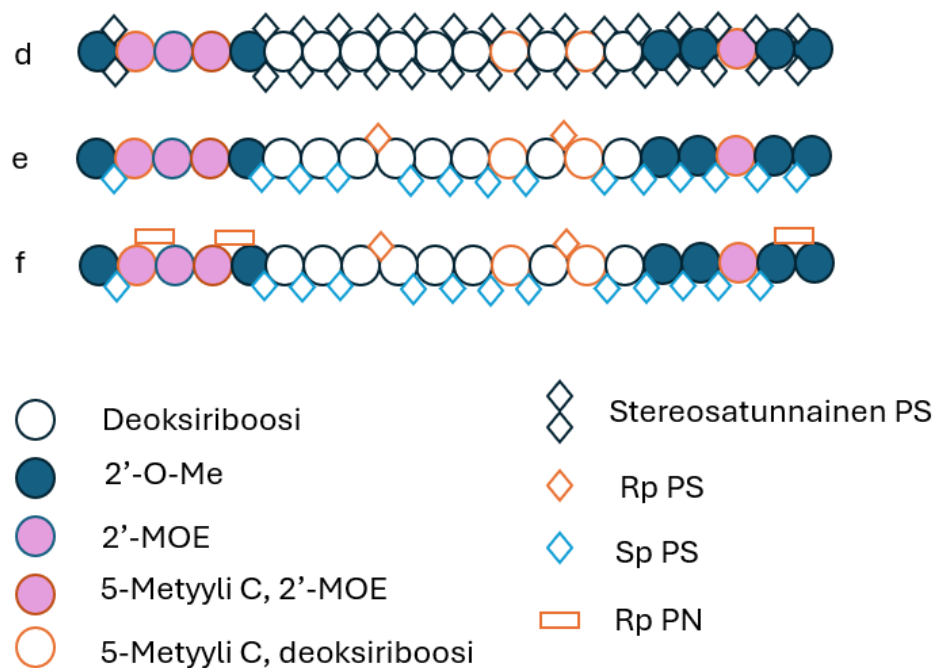 d
e
f
Deoksiriboosi
2’-O-Me
2’-MOE
5-Metyyli C, 2’-MOE
5-Metyyli C, deoksiriboosi
Stereosatunnainen PS
Rp PS
Sp PS
Rp PN